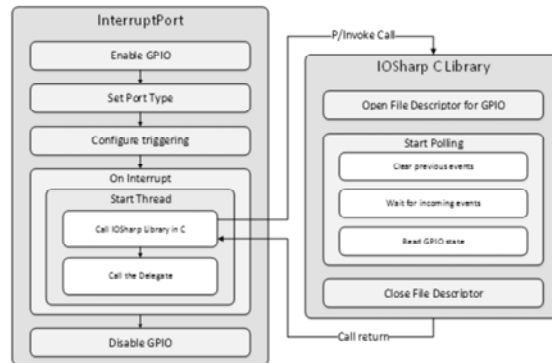 InterruptPort
Enable GPIO
Set Port Type
Configure triggering
On Interrupt
Start Thread
Call IOSharp Library in C
Call the Delegate
Disable GPIO
P/Invoke Call
IOSharp C Library
Open File Descriptor for GPIO
Start Polling
Clear previous events
Wait for incoming events
Read GPIO state
Close File Descriptor
Call return